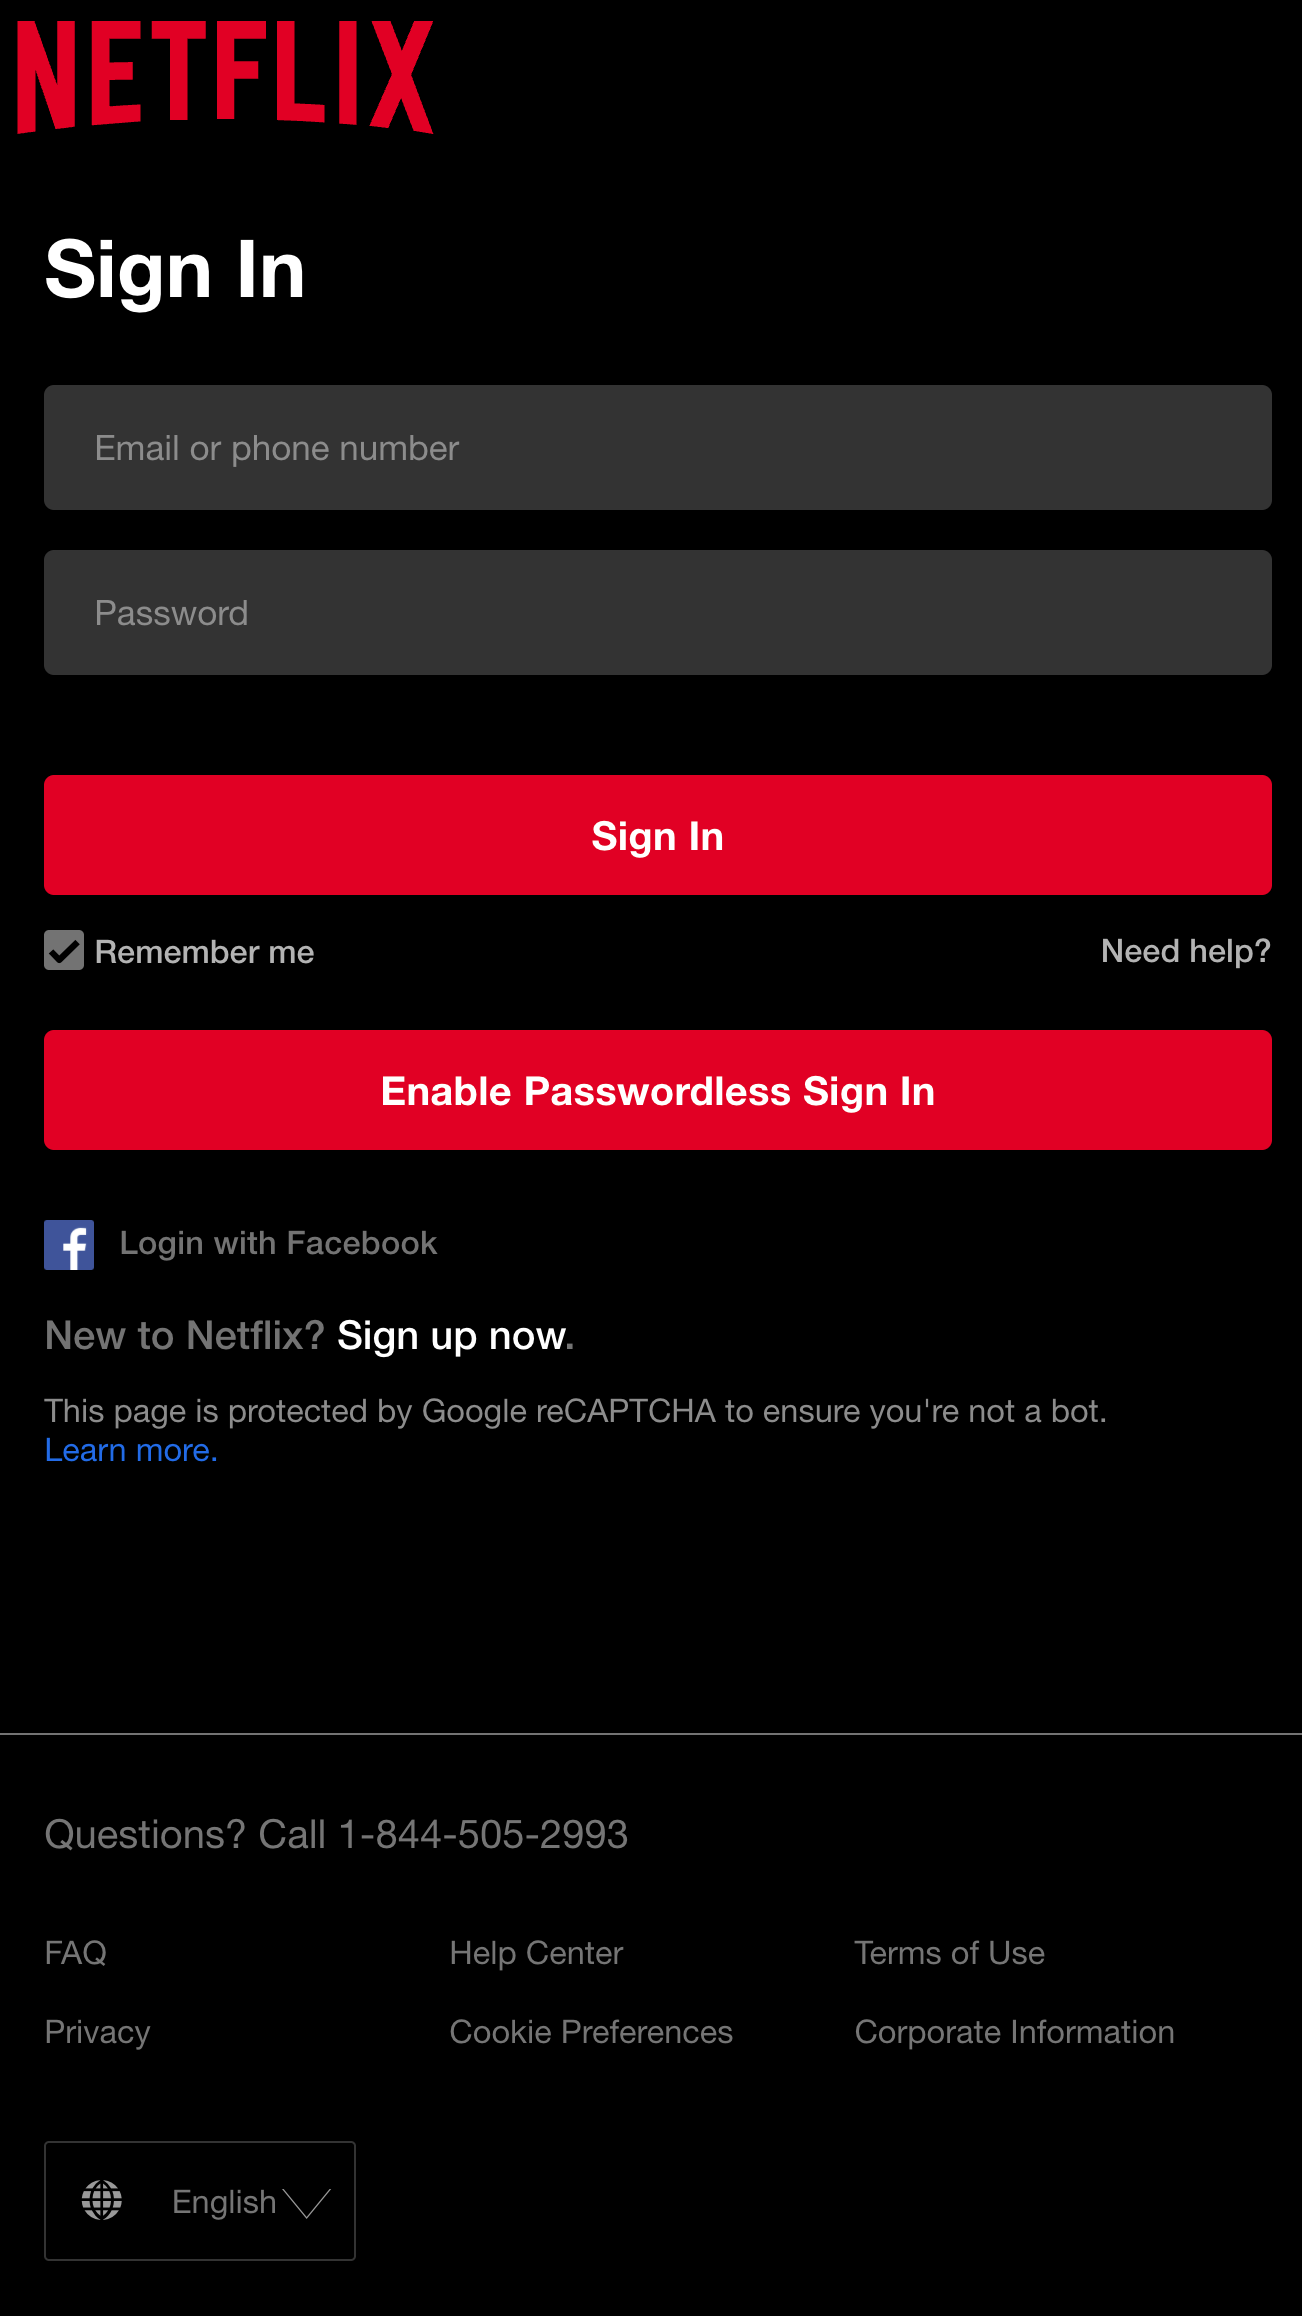 NETFLIX
Sign In
Email or phone number
Password
Sign In
Remember me
Need help?
Enable Passwordless Sign In
Login with Facebook
New to Netflix? Sign up now.
This page is protected by Google reCAPTCHA to ensure you're not a bot.
Learn more.
Questions? Call 1-844-505-2993
FAQ
Help Center
Terms of Use
Privacy
Cookie Preferences
Corporate Information
English